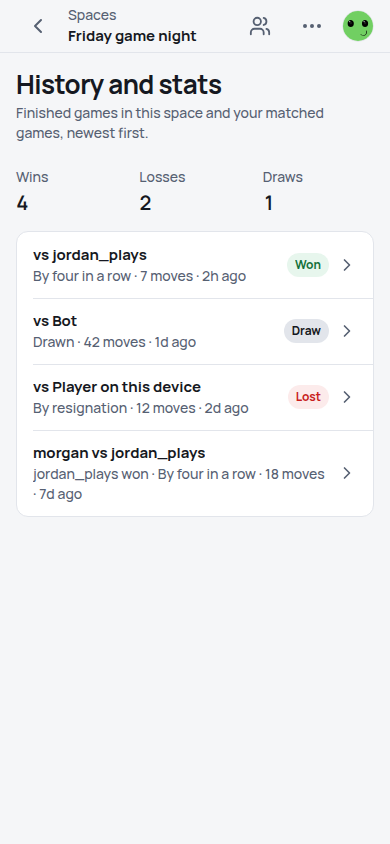 Spaces
Friday game night
History and stats
Finished games in this space and your matched
games, newest first.
Wins
Losses
Draws
4
2
1
vs jordan_plays
By four in a row · 7 moves · 2h ago
Won
vs Bot
Drawn · 42 moves · 1d ago
Draw
vs Player on this device
By resignation · 12 moves · 2d ago
Lost
morgan vs jordan_plays
jordan_plays won · By four in a row · 18 moves
· 7d ago